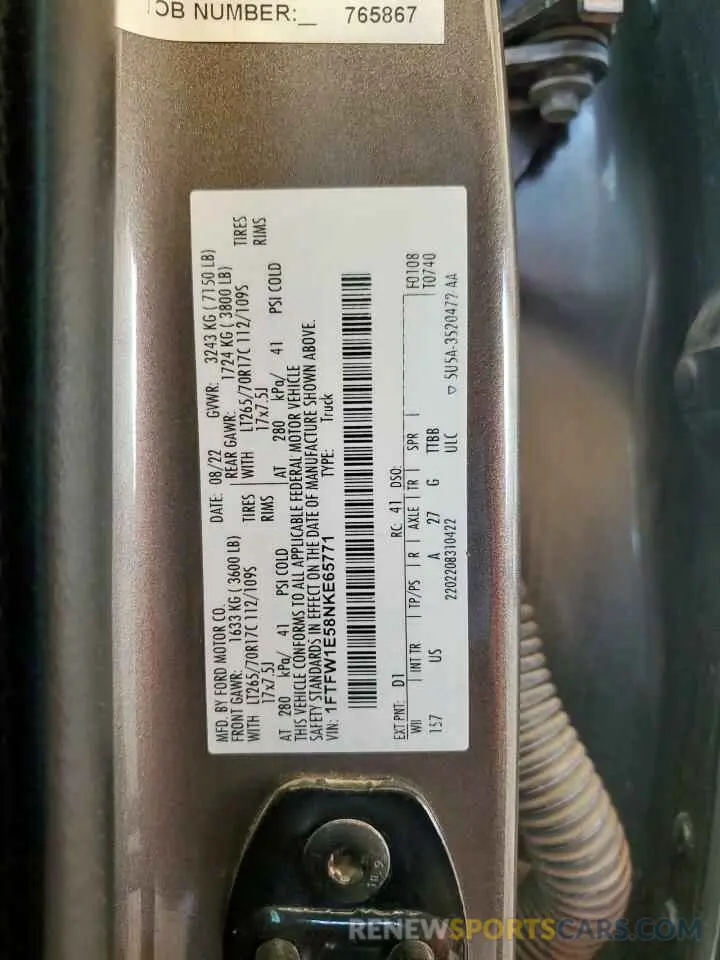 JOB NUMBER:_ 765867
MFD. BY FORD MOTOR CO. DATE: 08/22 GVWR: 3243 KG ( 7150 LB)
FRONT GAWR: 1633 KG ( 3600 LB) REAR GAWR: 1724 KG ( 3800 LB)
WITH LT265/70R17C 112/109S TIRES WITH LT265/70R17C 112/109S TIRES
17x7.5J RIMS 17x7.5J RIMS
AT 280 kPa/ 41 PSI COLD AT 280 kPa/ 41 PSI COLD
THIS VEHICLE CONFORMS TO ALL APPLICABLE FEDERAL MOTOR VEHICLE
SAFETY STANDARDS IN EFFECT ON THE DATE OF MANUFACTURE SHOWN ABOVE.
VIN: 1FTFW1E58NKE65771 TYPE: Truck
EXT PNT: D1 RC: 41 DSO: F0108
WB INT TR TP/PS R AXLE TR SPR T0740
157 US A 27 G TTBB
2202208310422 ULC ▽ 5U5A-3520472 AA
10.9
RENEWSPORTSCARS.COM